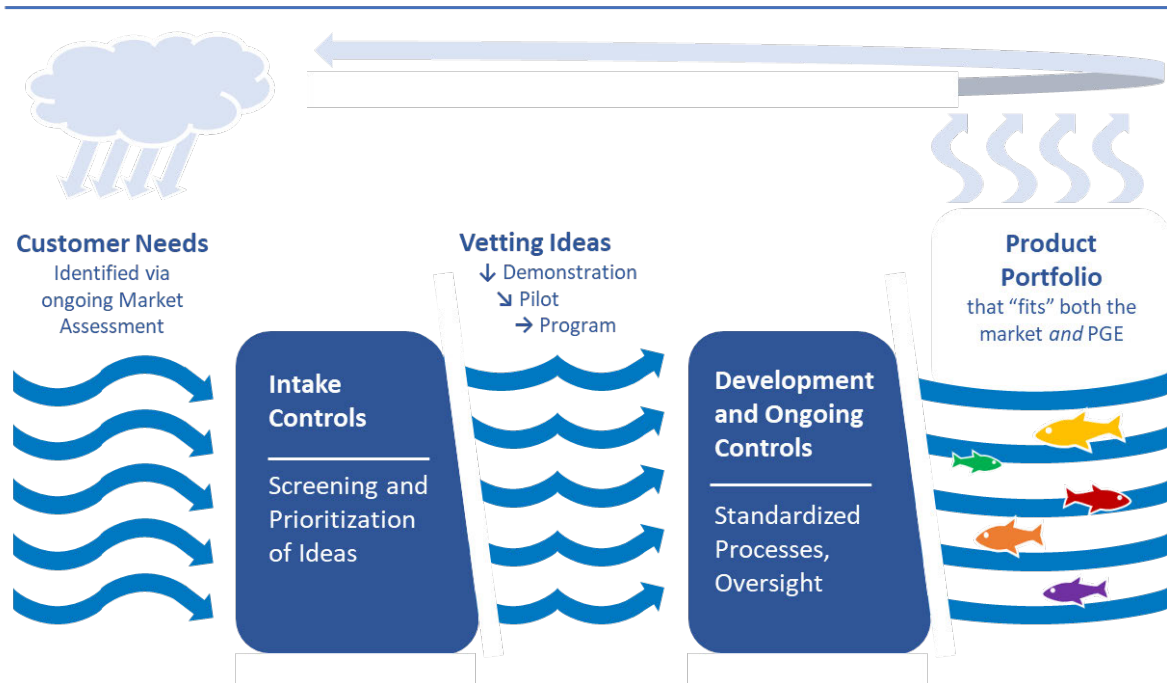 Customer Needs
Identified via
ongoing Market
Assessment
Intake
Controls
Screening and
Prioritization
of Ideas
Vetting Ideas
↓ Demonstration
↘ Pilot
→ Program
Development
and Ongoing
Controls
Standardized
Processes,
Oversight
Product
Portfolio
that “fits” both the
market and PGE